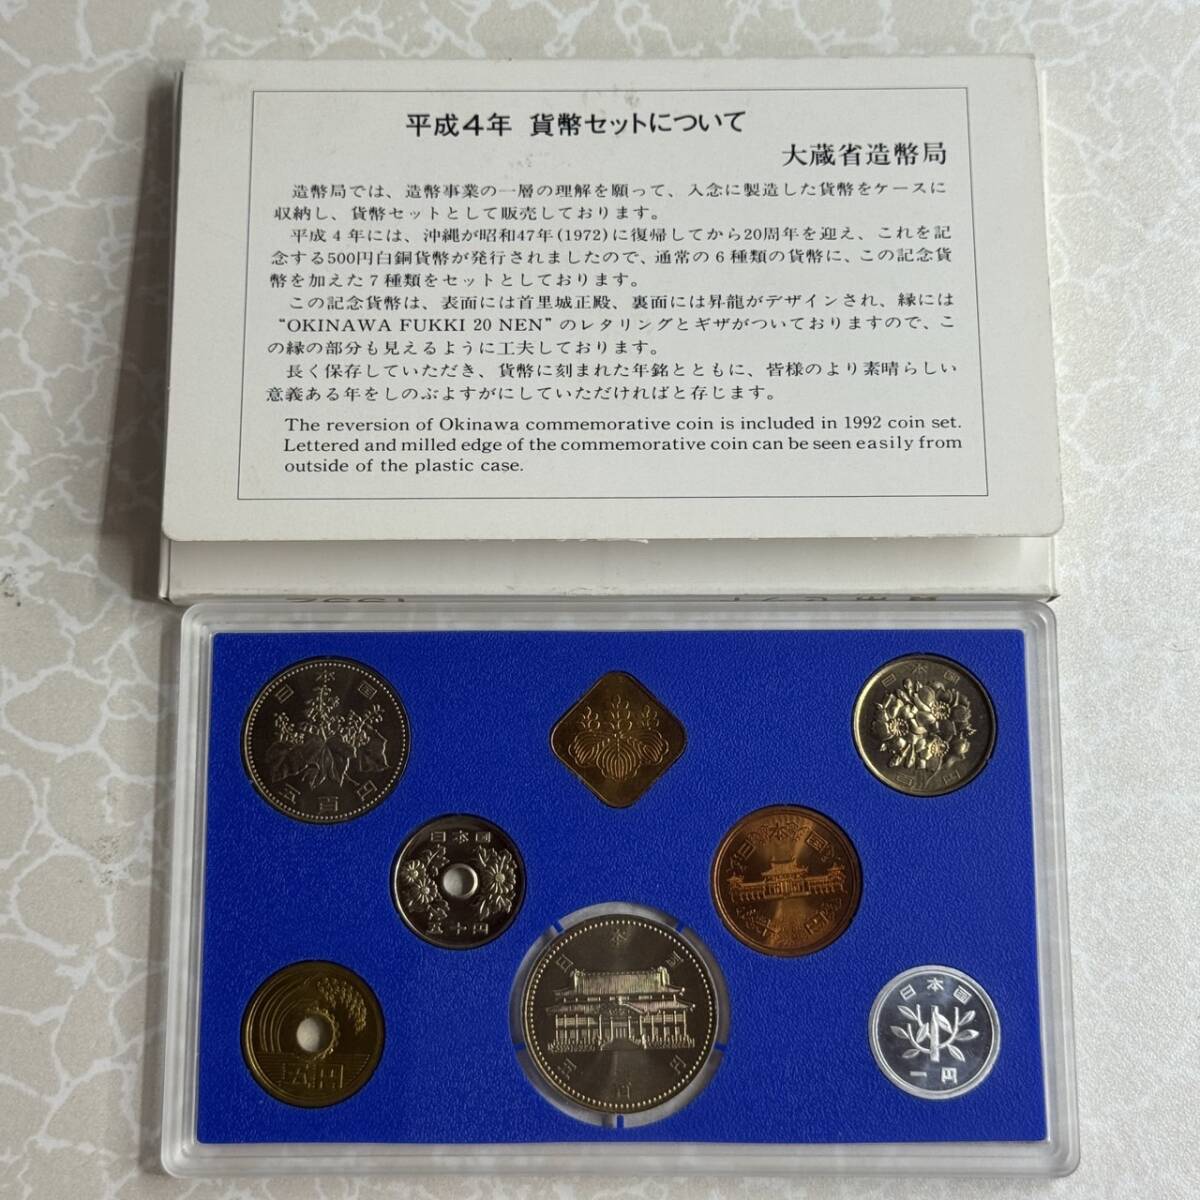 平成4年 貨幣セットについて
大蔵省造幣局
造幣局では、造幣事業の一層の理解を願って、入念に製造した貨幣をケースに
収納し、貨幣セットとして販売しております。
平成4年には、沖縄が昭和47年(1972)に復帰してから20周年を迎え、これを記
念する500円白銅貨幣が発行されましたので、通常の6種類の貨幣に、この記念貨
幣を加えた7種類をセットとしております。
この記念貨幣は、表面には首里城正殿、裏面には昇龍がデザインされ、縁には
“OKINAWA FUKKI 20 NEN”のレタリングとギザがついておりますので、こ
の縁の部分も見えるように工夫しております。
長く保存していただき、貨幣に刻まれた年銘とともに、皆様のより素晴らしい
意義ある年をしのぶよすがにしていただければと存じます。
The reversion of Okinawa commemorative coin is included in 1992 coin set.
Lettered and milled edge of the commemorative coin can be seen easily from
outside of the plastic case.
日本国
五百円
日本国
百円
日本国
五十円
日本国
五円
日本国
五百円
日本国
一円